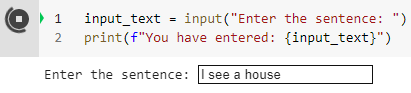 1 input_text = input("Enter the sentence: ")
2 print(f"You have entered: {input_text}")
Enter the sentence: I see a house